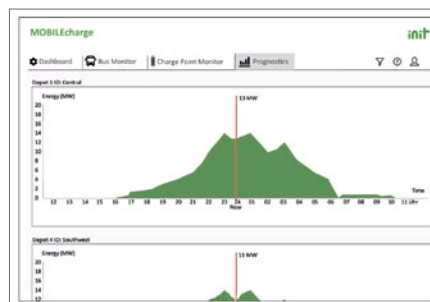 MOBILEcharge
init
Dashboard Bus Monitor Charge Point Monitor Prognostics
Depot 1 ID: Central
Energy (MW)
13 MW
20
18
16
14
12
10
8
6
4
2
0
Time
12 13 14 15 16 17 18 19 20 21 22 23 24 01 02 03 04 05 06 07 08 09 10 11 Uhr
Now
Depot II ID: Southwest
Energy (MW)
11 MW
20
18
16
14
12
10